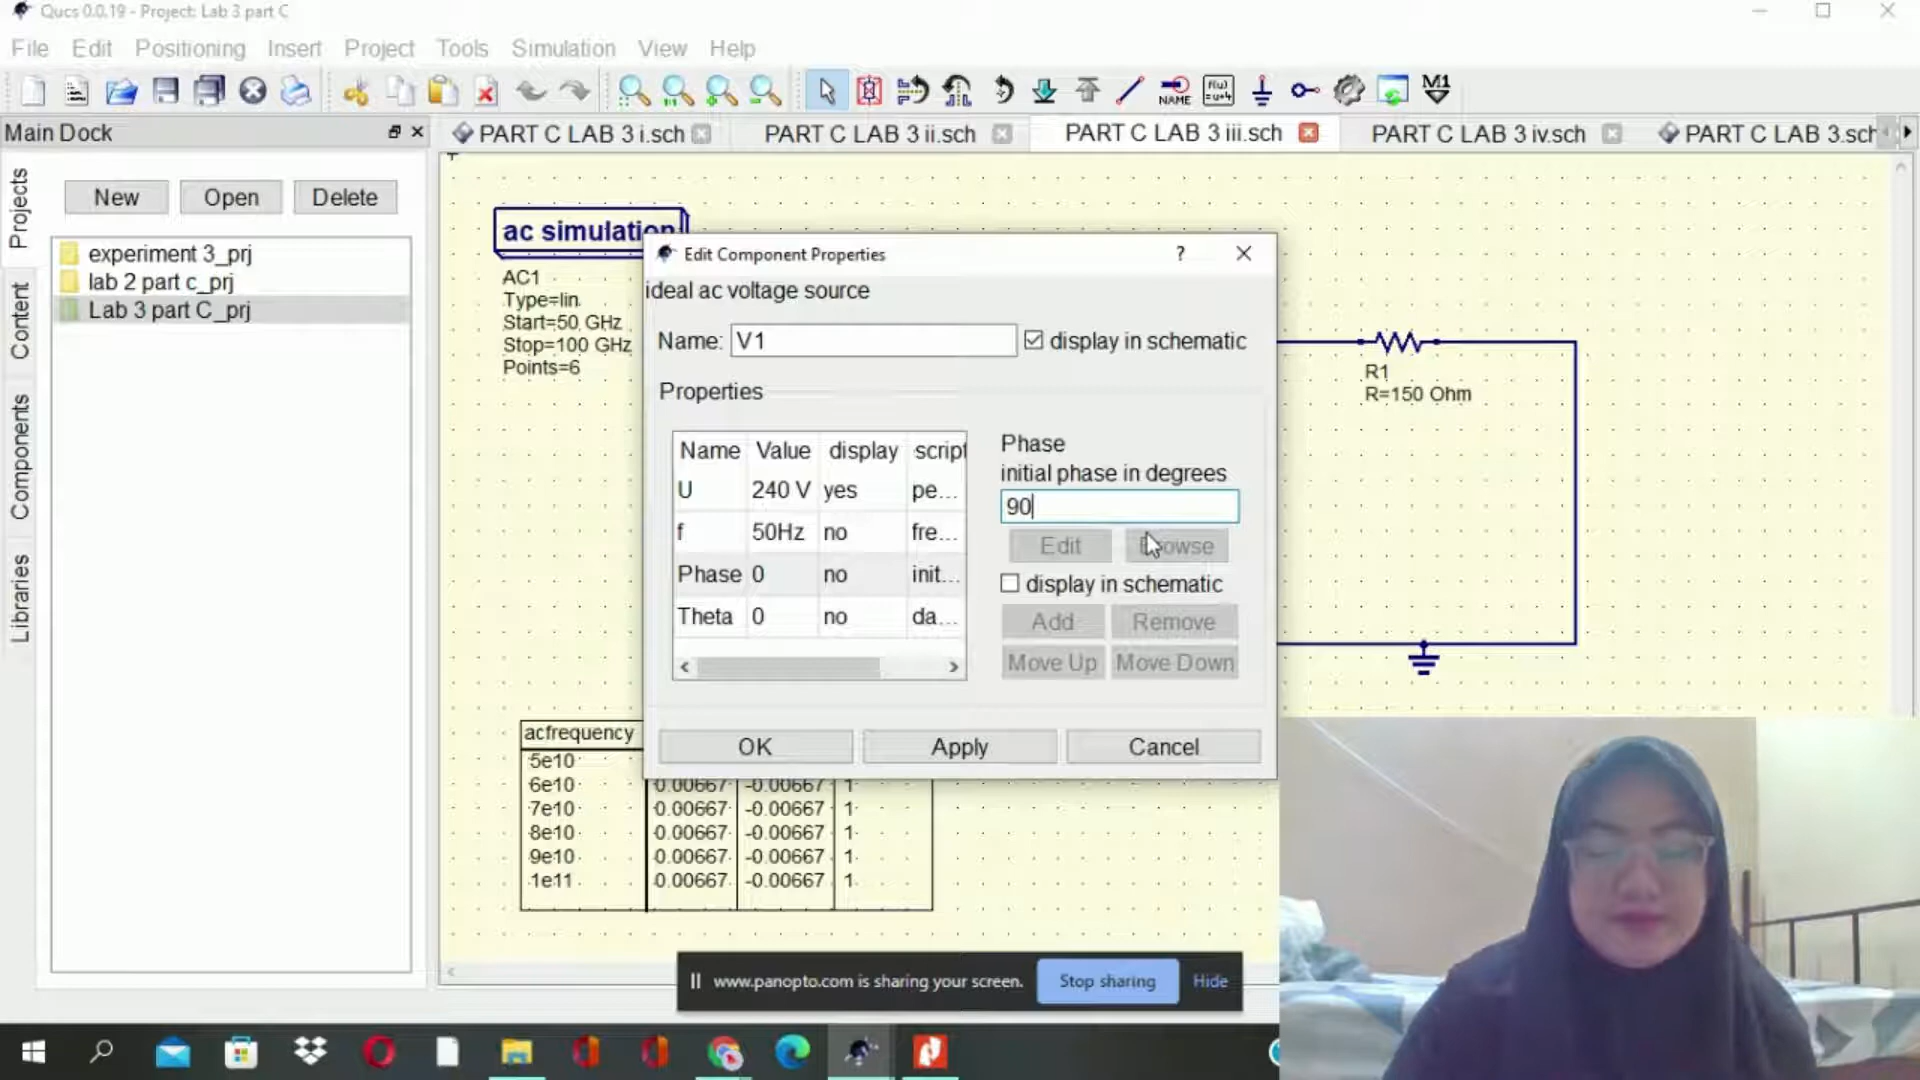 Qucs 0.0.19 - Project: Lab 3 part C
File Edit Positioning Insert Project Tools Simulation View Help
NAME
M1
Main Dock
PART C LAB 3 i.sch
PART C LAB 3 ii.sch
PART C LAB 3 iii.sch
PART C LAB 3 iv.sch
PART C LAB 3.sch
Projects
Content
Components
Libraries
New Open Delete
experiment 3_prj
lab 2 part c_prj
Lab 3 part C_prj
ac simulation
AC1
Type=lin
Start=50 GHz
Stop=100 GHz
Points=6
Edit Component Properties
?
ideal ac voltage source
Name: V1 display in schematic
Properties
Name Value display script
U 240 V yes pe...
f 50Hz no fre...
Phase 0 no init...
Theta 0 no da...
Phase
initial phase in degrees
90
Edit
display in schematic
Add Remove
Move Up Move Down
OK Apply Cancel
R1
R=150 Ohm
acfrequency
5e10
6e10 0.00667 -0.00667 1
7e10 0.00667 -0.00667 1
8e10 0.00667 -0.00667 1
9e10 0.00667 -0.00667 1
1e11 0.00667 -0.00667 1
www.panopto.com is sharing your screen. Stop sharing Hide